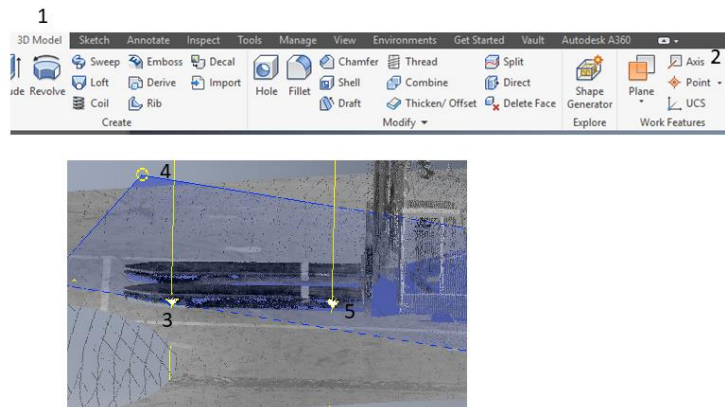 1
3D Model Sketch Annotate Inspect Tools Manage View Environments Get Started Vault Autodesk A360
Sweep Emboss Decal Chamfer Thread Split Axis 2
ude Revolve Loft Derive Import Hole Fillet Shell Combine Direct Shape Generator Plane Point
Coil Rib Draft Thicken/ Offset Delete Face UCS
Create Modify Explore Work Features
4
3 5